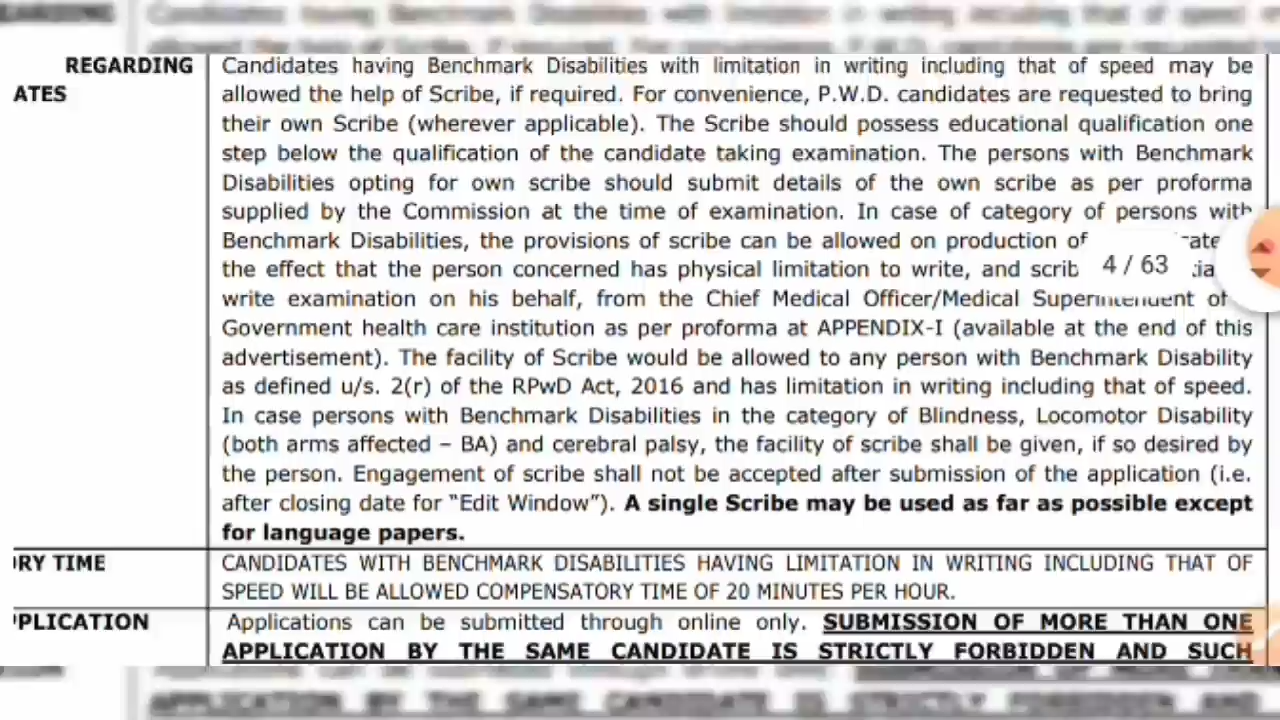 REGARDING
ATES
Candidates having Benchmark Disabilities with limitation in writing including that of speed may be
allowed the help of Scribe, if required. For convenience, P.W.D. candidates are requested to bring
their own Scribe (wherever applicable). The Scribe should possess educational qualification one
step below the qualification of the candidate taking examination. The persons with Benchmark
Disabilities opting for own scribe should submit details of the own scribe as per proforma
supplied by the Commission at the time of examination. In case of category of persons with
Benchmark Disabilities, the provisions of scribe can be allowed on production of
the effect that the person concerned has physical limitation to write, and scrib
4 / 63
write examination on his behalf, from the Chief Medical Officer/Medical Superintendent of
Government health care institution as per proforma at APPENDIX-I (available at the end of this
advertisement). The facility of Scribe would be allowed to any person with Benchmark Disability
as defined u/s. 2(r) of the RPwD Act, 2016 and has limitation in writing including that of speed.
In case persons with Benchmark Disabilities in the category of Blindness, Locomotor Disability
(both arms affected – BA) and cerebral palsy, the facility of scribe shall be given, if so desired by
the person. Engagement of scribe shall not be accepted after submission of the application (i.e.
after closing date for “Edit Window”). A single Scribe may be used as far as possible except
for language papers.
RY TIME
CANDIDATES WITH BENCHMARK DISABILITIES HAVING LIMITATION IN WRITING INCLUDING THAT OF
SPEED WILL BE ALLOWED COMPENSATORY TIME OF 20 MINUTES PER HOUR.
PLICATION
Applications can be submitted through online only. SUBMISSION OF MORE THAN ONE
APPLICATION BY THE SAME CANDIDATE IS STRICTLY FORBIDDEN AND SUCH